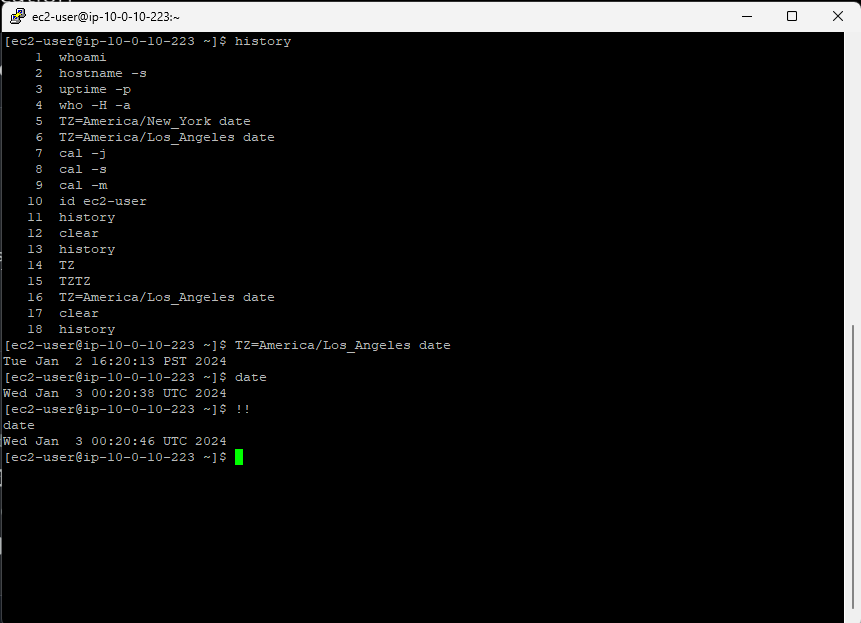 ec2-user@ip-10-0-10-223:~
[ec2-user@ip-10-0-10-223 ~]$ history
    1  whoami
    2  hostname -s
    3  uptime -p
    4  who -H -a
    5  TZ=America/New_York date
    6  TZ=America/Los_Angeles date
    7  cal -j
    8  cal -s
    9  cal -m
   10  id ec2-user
   11  history
   12  clear
   13  history
   14  TZ
   15  TZTZ
   16  TZ=America/Los_Angeles date
   17  clear
   18  history
[ec2-user@ip-10-0-10-223 ~]$ TZ=America/Los_Angeles date
Tue Jan  2 16:20:13 PST 2024
[ec2-user@ip-10-0-10-223 ~]$ date
Wed Jan  3 00:20:38 UTC 2024
[ec2-user@ip-10-0-10-223 ~]$ !!
date
Wed Jan  3 00:20:46 UTC 2024
[ec2-user@ip-10-0-10-223 ~]$